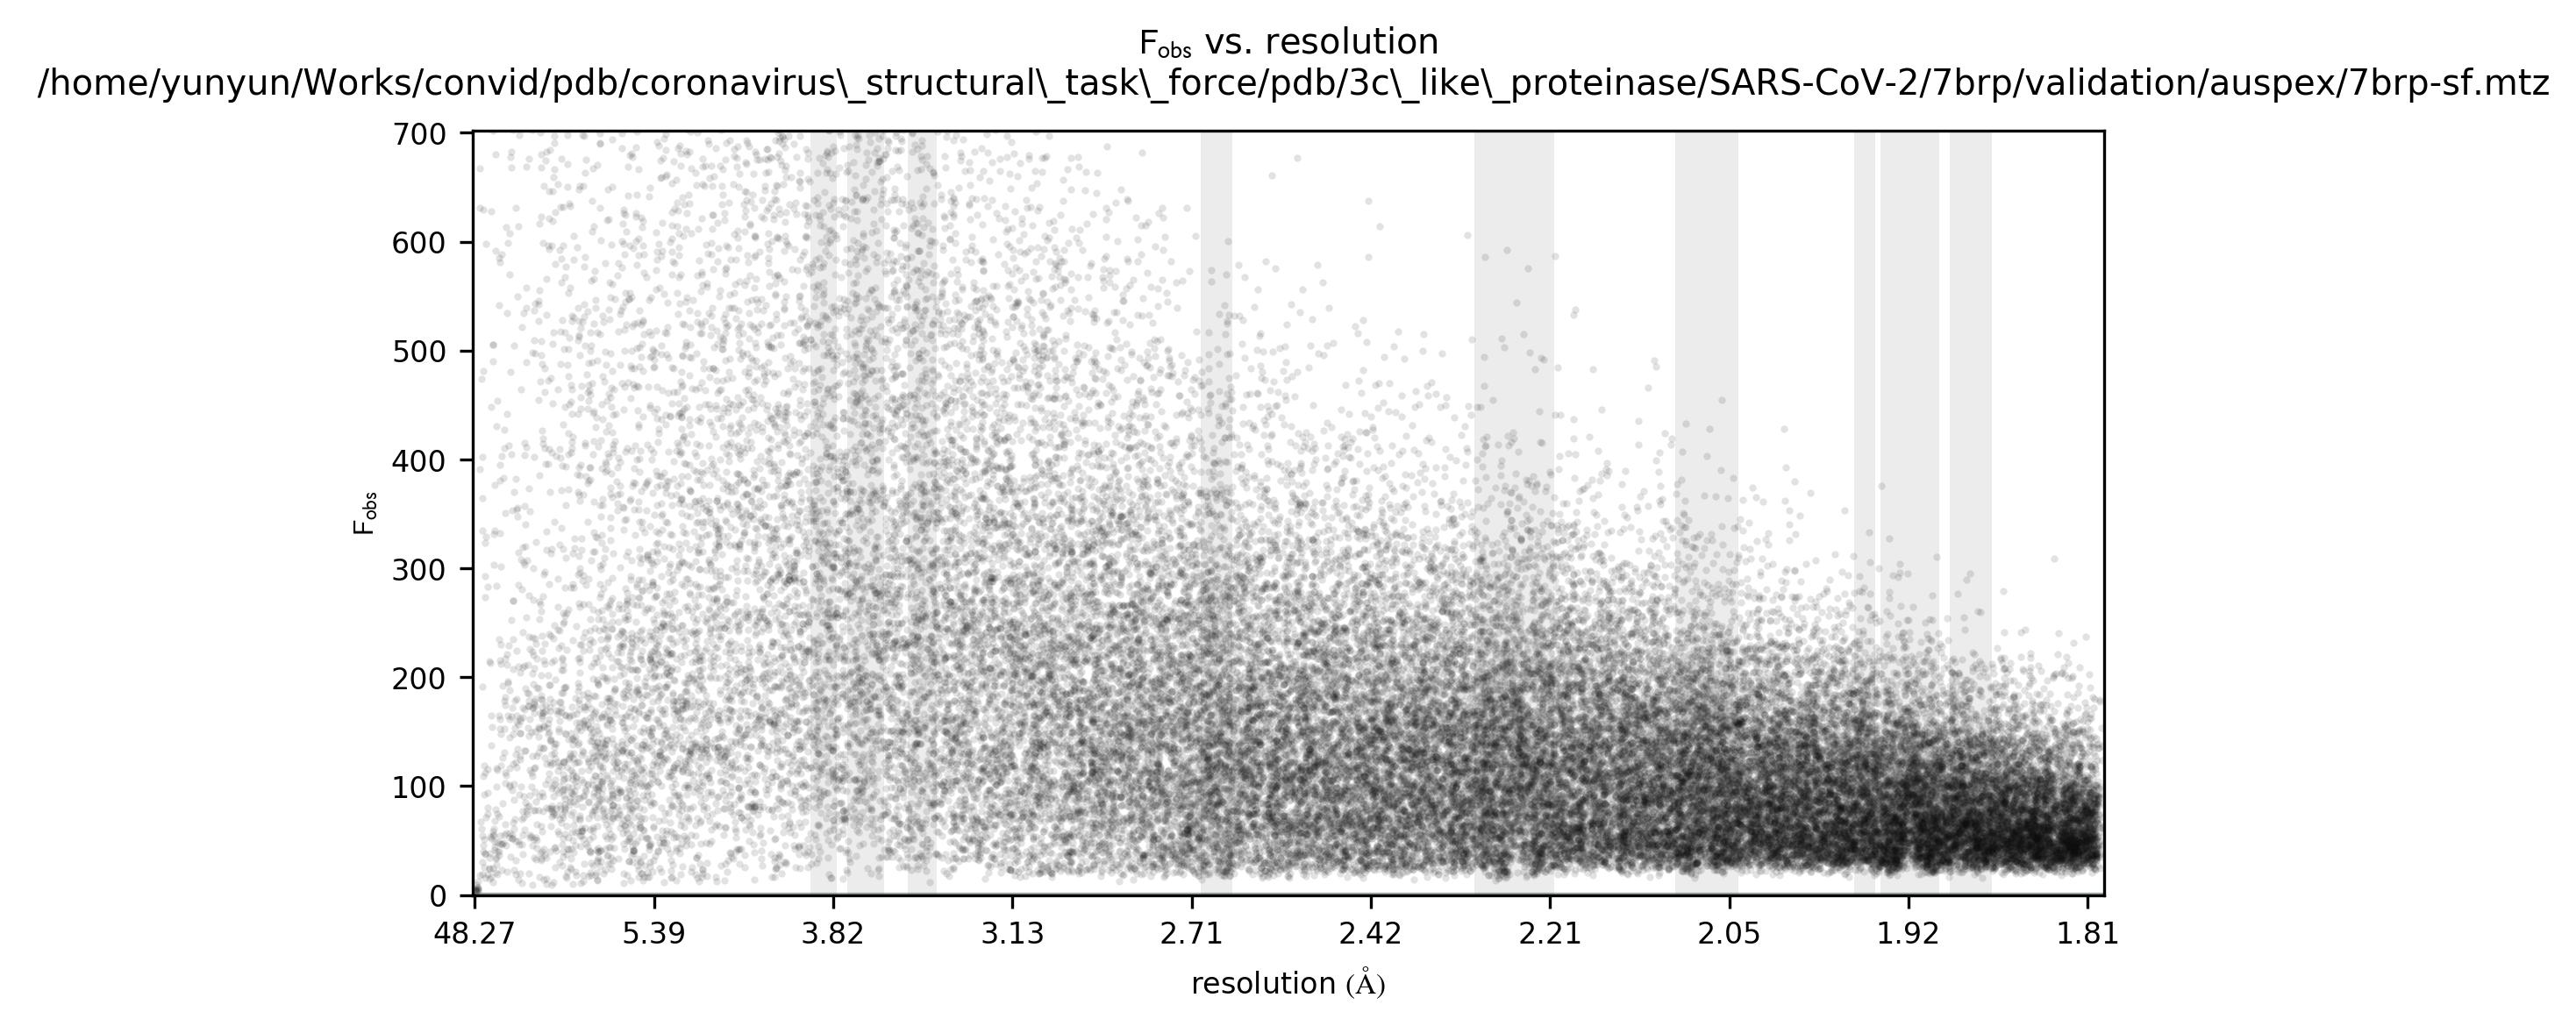 F_obs vs. resolution
/home/yunyun/Works/convid/pdb/coronavirus\_structural\_task\_force/pdb/3c\_like\_proteinase/SARS-CoV-2/7brp/validation/auspex/7brp-sf.mtz
700
600
500
400
300
200
100
0
F_obs
48.27 5.39 3.82 3.13 2.71 2.42 2.21 2.05 1.92 1.81
resolution (Å)